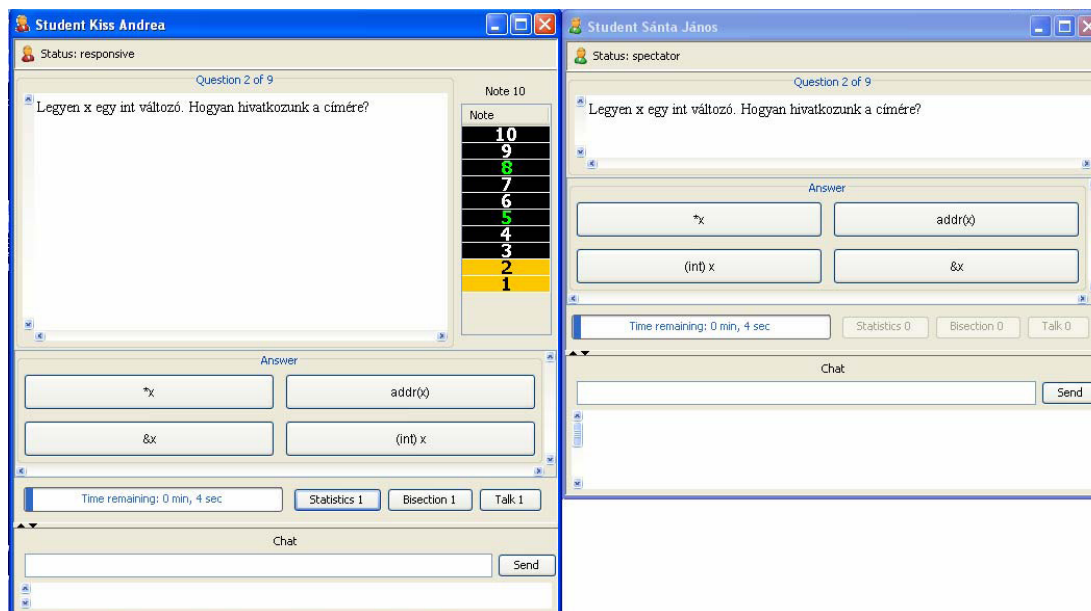 Student Kiss Andrea
Status: responsive
Question 2 of 9
Legyen x egy int változó. Hogyan hivatkozunk a címére?
Note 10
Note
10
9
8
7
6
5
4
3
2
1
Answer
*x
addr(x)
&x
(int) x
Time remaining: 0 min, 4 sec
Statistics 1
Bisection 1
Talk 1
Chat
Send
Student Sánta János
Status: spectator
Question 2 of 9
Legyen x egy int változó. Hogyan hivatkozunk a címére?
Answer
*x
addr(x)
(int) x
&x
Time remaining: 0 min, 4 sec
Statistics 0
Bisection 0
Talk 0
Chat
Send